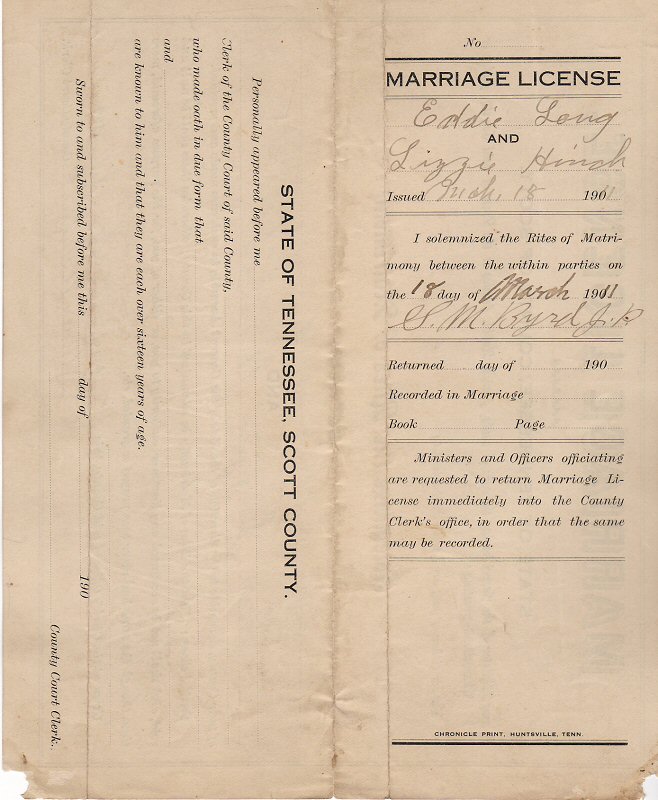 No
MARRIAGE LICENSE
Eddie Long
AND
Lizzie Hinch
Issued Mch. 18 1911
I solemnized the Rites of Matri-
mony between the within parties on
the 18 day of March 1911
S. M. Byrd J. P.
Returned day of 190
Recorded in Marriage
Book Page
Ministers and Officers officiating
are requested to return Marriage Li-
cense immediately into the County
Clerk's office, in order that the same
may be recorded.
CHRONICLE PRINT, HUNTSVILLE, TENN.
STATE OF TENNESSEE, SCOTT COUNTY.
Personally appeared before me
Clerk of the County Court of said County,
who made oath in due form that
and
are known to him and that they are each over sixteen years of age.
Sworn to and subscribed before me this day of 190
County Court Clerk.